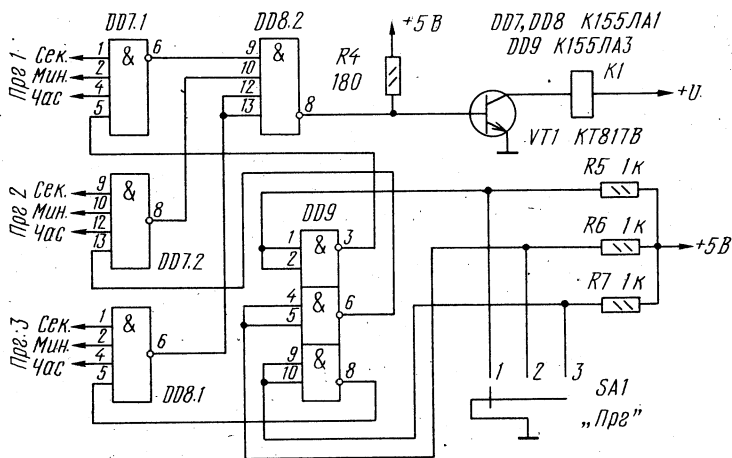 DD7.1
DD8.2
+5В
DD7, DD8 К155ЛА1
DD9 К155ЛА3
Прг 1
Сек.
Мин.
Час
1
2
4
5
&
6
9
10
12
13
&
8
R4
180
К1
+U
VT1 КТ817В
Прг 2
Сек.
Мин.
Час
9
10
12
13
&
8
DD7.2
DD9
1
2
&
3
4
5
&
6
9
10
&
8
R5 1к
R6 1к
R7 1к
+5В
Прг. 3
Сек.
Мин.
Час
1
2
4
5
&
6
DD8.1
1
2
3
SA1
„Прг”